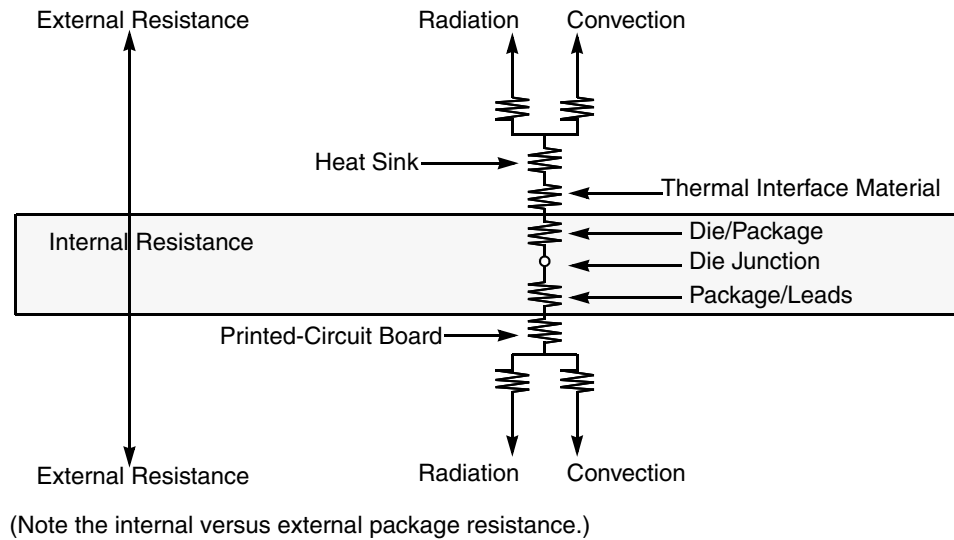 External Resistance
Radiation
Convection
Heat Sink
Thermal Interface Material
Internal Resistance
Die/Package
Die Junction
Package/Leads
Printed-Circuit Board
External Resistance
Radiation
Convection
(Note the internal versus external package resistance.)